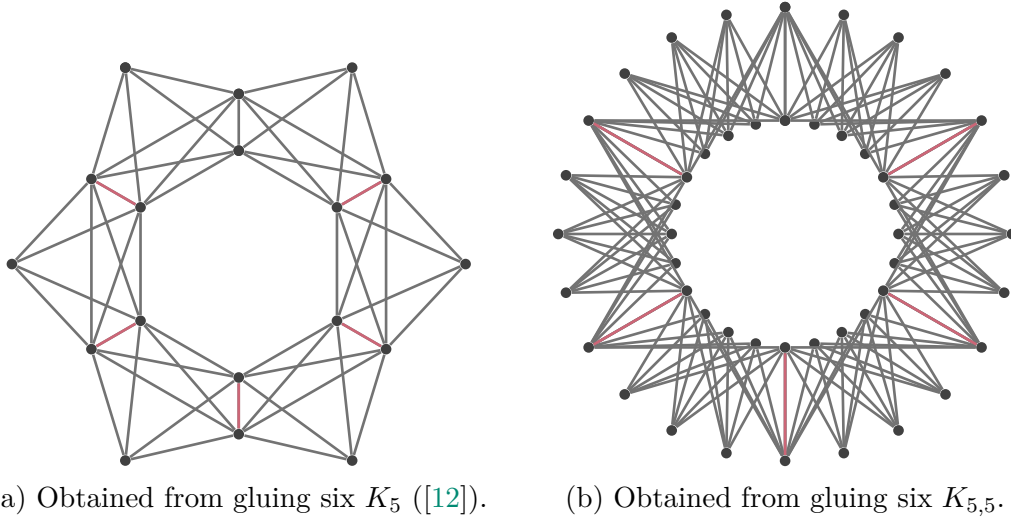 a) Obtained from gluing six K₅ ([12]).
(b) Obtained from gluing six K₅,₅.